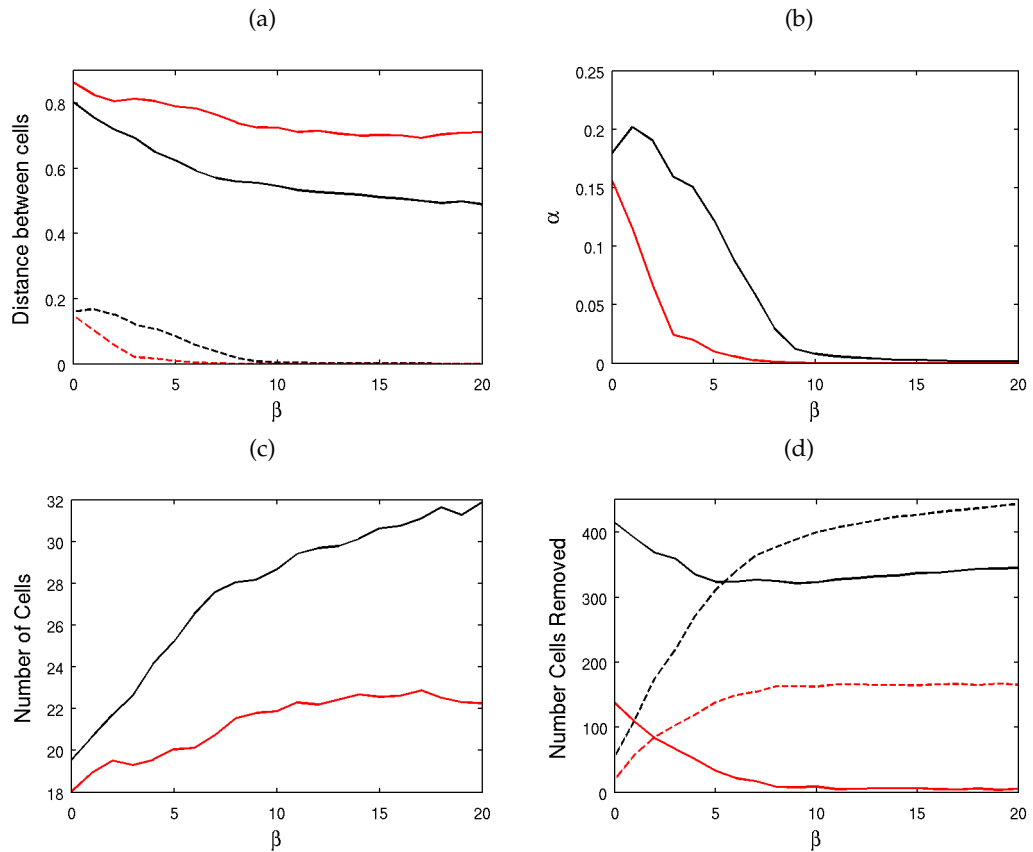 (a)
0.8
0.6
0.4
0.2
0
Distance between cells
0 5 10 15 20
β
(b)
0.25
0.2
0.15
0.1
0.05
0
α
0 5 10 15 20
β
(c)
32
30
28
26
24
22
20
18
Number of Cells
0 5 10 15 20
β
(d)
400
300
200
100
0
Number Cells Removed
0 5 10 15 20
β